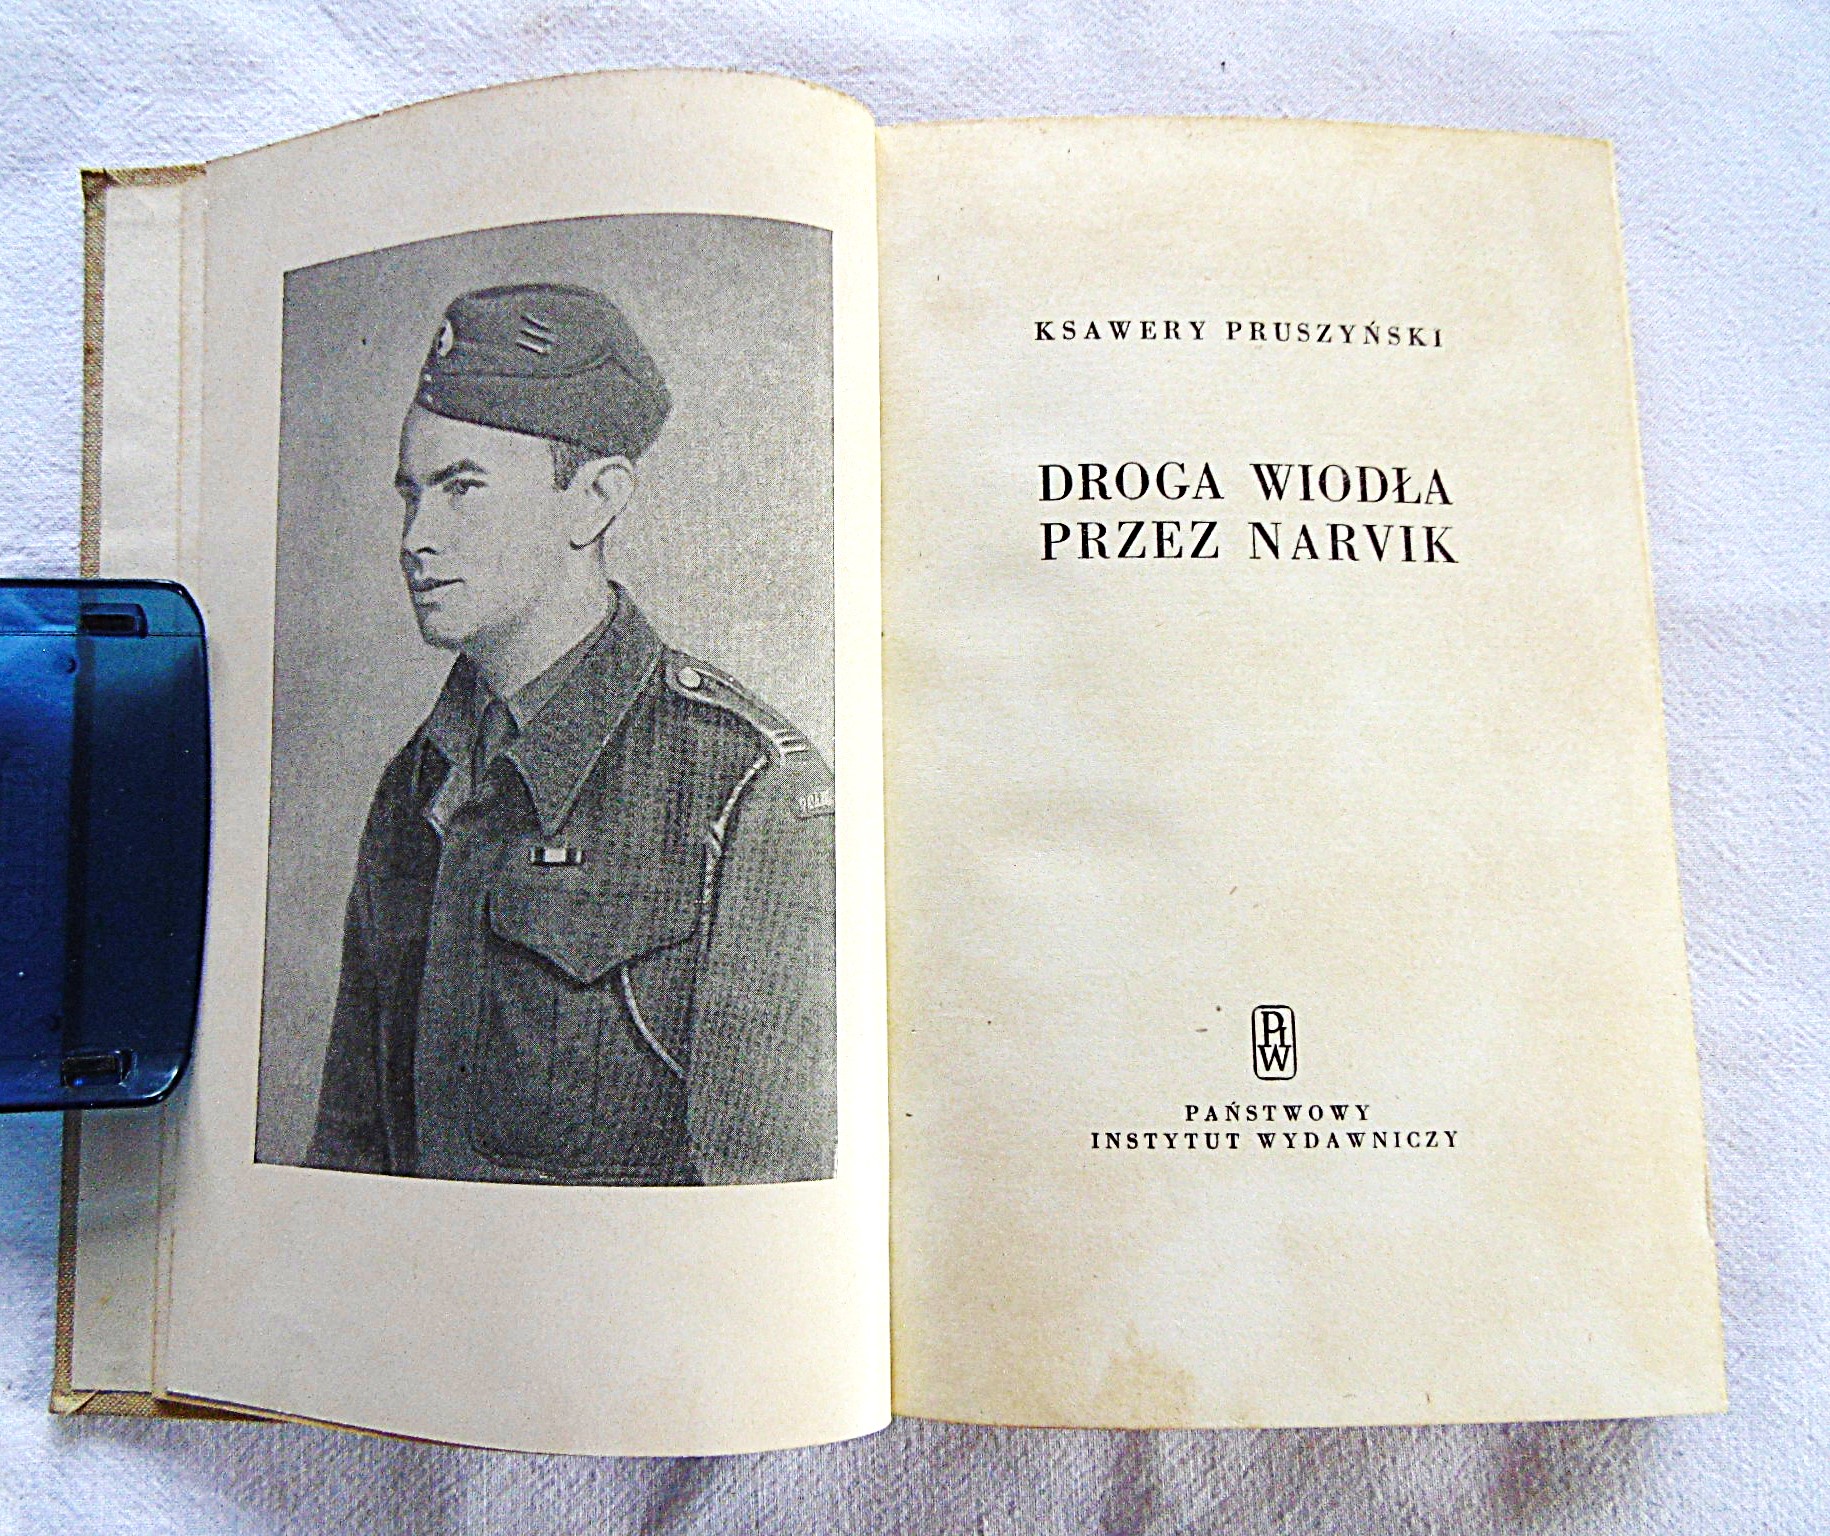 KSAWERY PRUSZYŃSKI
DROGA WIODŁA
PRZEZ NARVIK
PIW
PAŃSTWOWY
INSTYTUT WYDAWNICZY